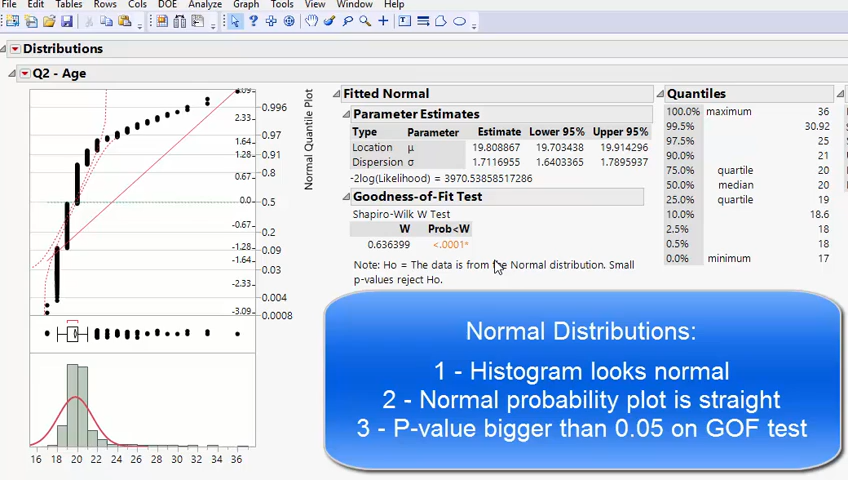 File Edit Tables Rows Cols DOE Analyze Graph Tools View Window Help
Distributions
Q2 - Age
3.09 0.996
2.33 0.97
1.64 0.91
1.28 0.8
0.67
0.0 0.5
-0.67 0.2
-1.28 0.09
-1.64 0.03
-2.33 0.004
-3.09 0.0008
Normal Quantile Plot
16 18 20 22 24 26 28 30 32 34 36
Fitted Normal
Parameter Estimates
Type Parameter Estimate Lower 95% Upper 95%
Location μ 19.808867 19.703438 19.914296
Dispersion σ 1.7116955 1.6403365 1.7895937
-2log(Likelihood) = 3970.53858517286
Goodness-of-Fit Test
Shapiro-Wilk W Test
W Prob<W
0.636399 <.0001*
Note: Ho = The data is from the Normal distribution. Small
p-values reject Ho.
Quantiles
100.0% maximum 36
99.5% 30.92
97.5% 25
90.0% 21
75.0% quartile 20
50.0% median 20
25.0% quartile 19
10.0% 18.6
2.5% 18
0.5% 18
0.0% minimum 17
Normal Distributions:
1 - Histogram looks normal
2 - Normal probability plot is straight
3 - P-value bigger than 0.05 on GOF test